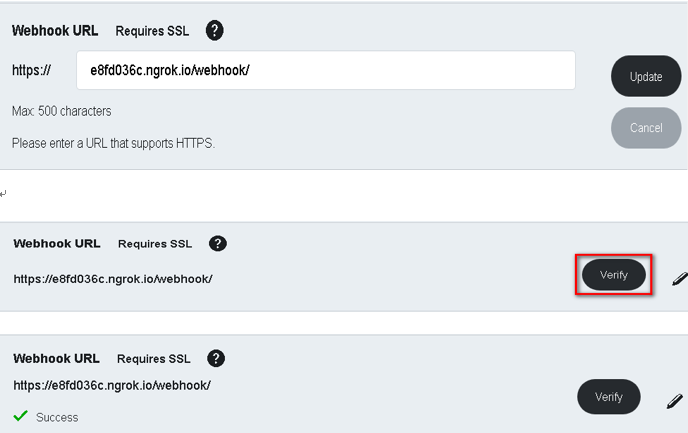 Webhook URL Requires SSL ?
https:// e8fd036c.ngrok.io/webhook/
Update
Max: 500 characters
Cancel
Please enter a URL that supports HTTPS.
Webhook URL Requires SSL ?
https://e8fd036c.ngrok.io/webhook/
Verify
Webhook URL Requires SSL ?
https://e8fd036c.ngrok.io/webhook/
Verify
Success